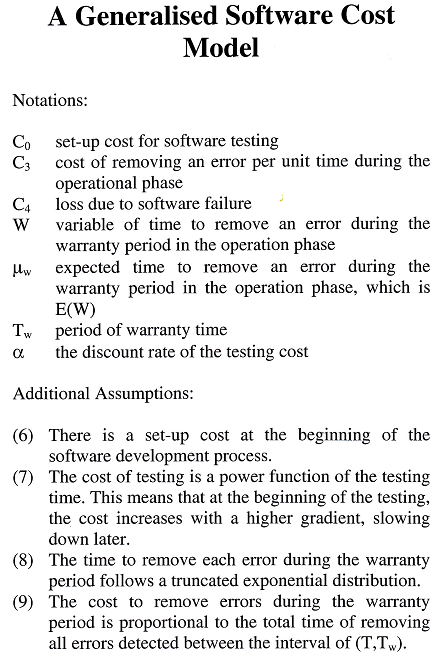 A Generalised Software Cost
Model
Notations:
C₀ set-up cost for software testing
C₃ cost of removing an error per unit time during the
operational phase
C₄ loss due to software failure
W variable of time to remove an error during the
warranty period in the operation phase
μw expected time to remove an error during the
warranty period in the operation phase, which is
E(W)
Tw period of warranty time
α the discount rate of the testing cost
Additional Assumptions:
(6) There is a set-up cost at the beginning of the
software development process.
(7) The cost of testing is a power function of the testing
time. This means that at the beginning of the testing,
the cost increases with a higher gradient, slowing
down later.
(8) The time to remove each error during the warranty
period follows a truncated exponential distribution.
(9) The cost to remove errors during the warranty
period is proportional to the total time of removing
all errors detected between the interval of (T,Tw).